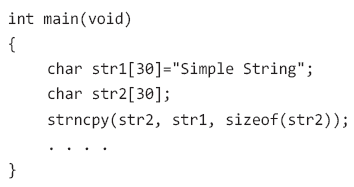 int main(void)
{
    char str1[30]="Simple String";
    char str2[30];
    strncpy(str2, str1, sizeof(str2));
    . . . .
}